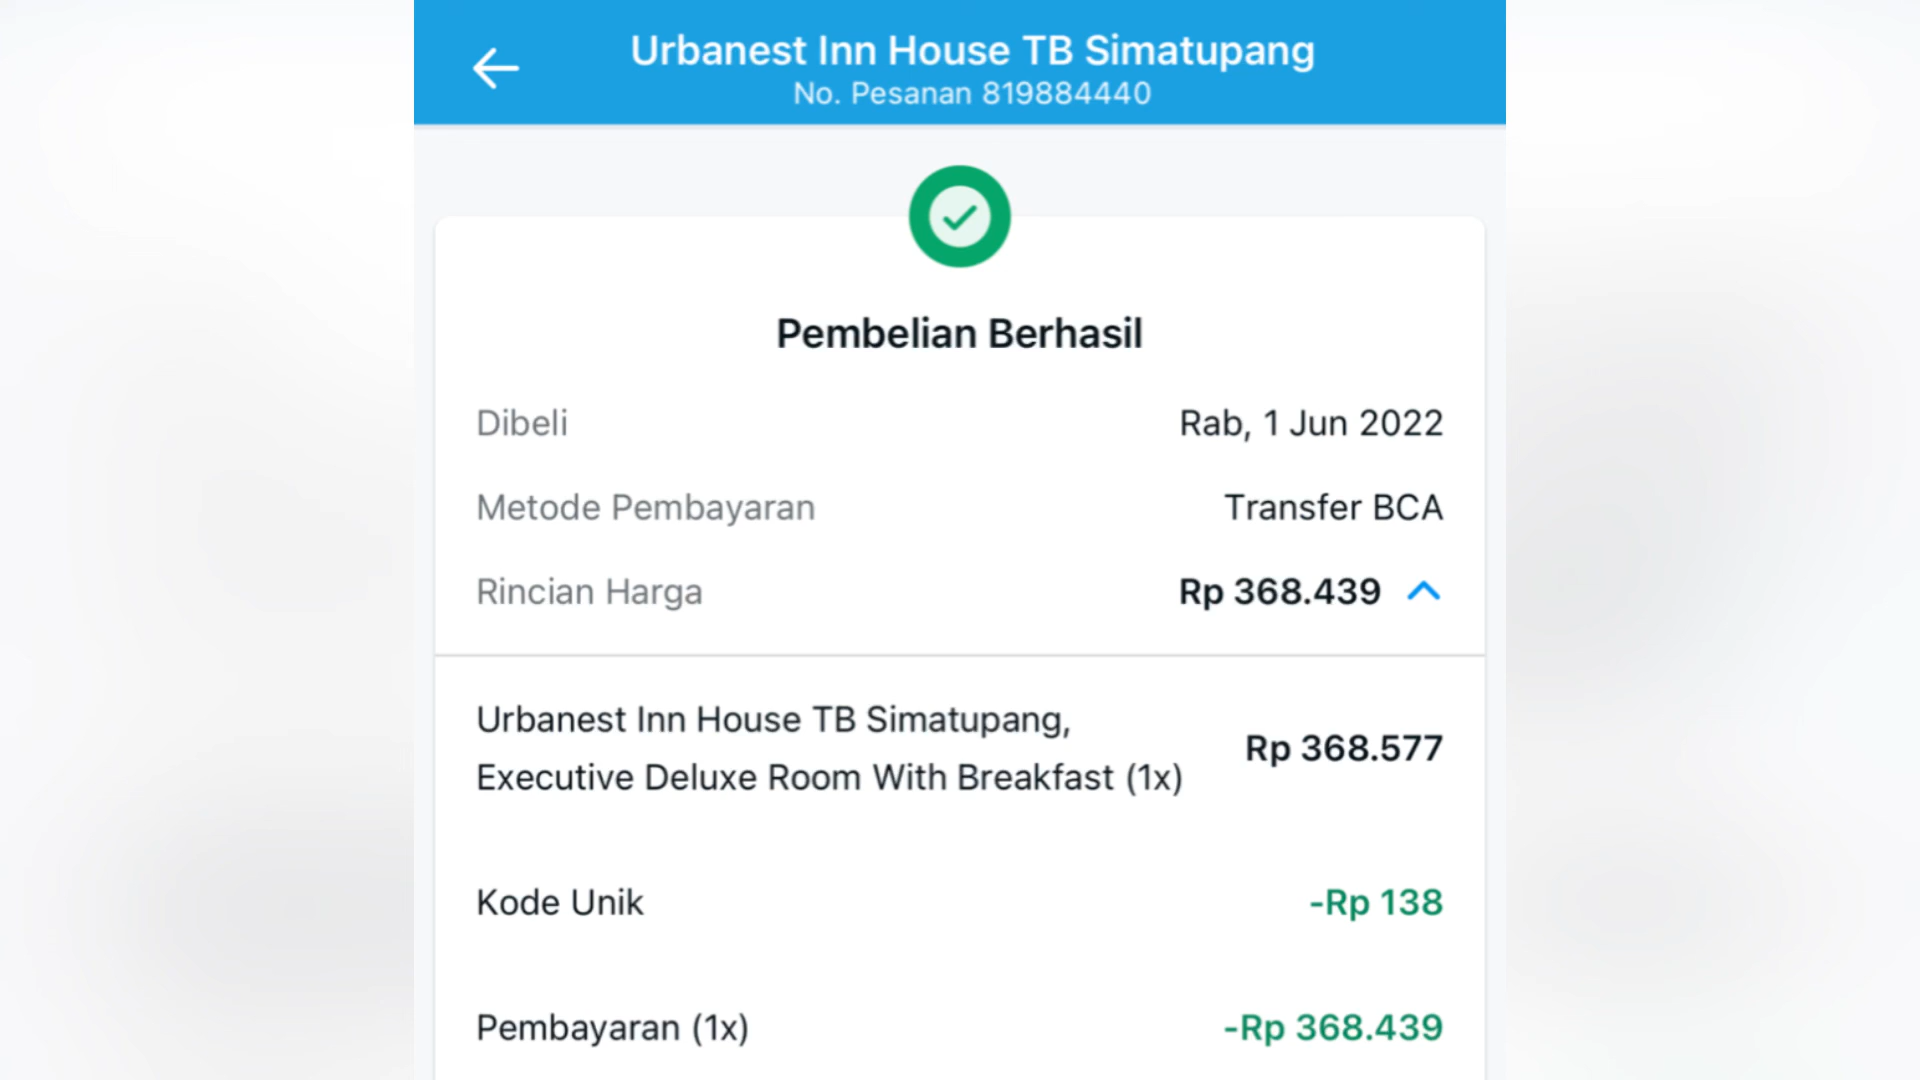 Urbanest Inn House TB Simatupang
No. Pesanan 819884440
Pembelian Berhasil
Dibeli Rab, 1 Jun 2022
Metode Pembayaran Transfer BCA
Rincian Harga Rp 368.439
Urbanest Inn House TB Simatupang,
Executive Deluxe Room With Breakfast (1x) Rp 368.577
Kode Unik -Rp 138
Pembayaran (1x) -Rp 368.439